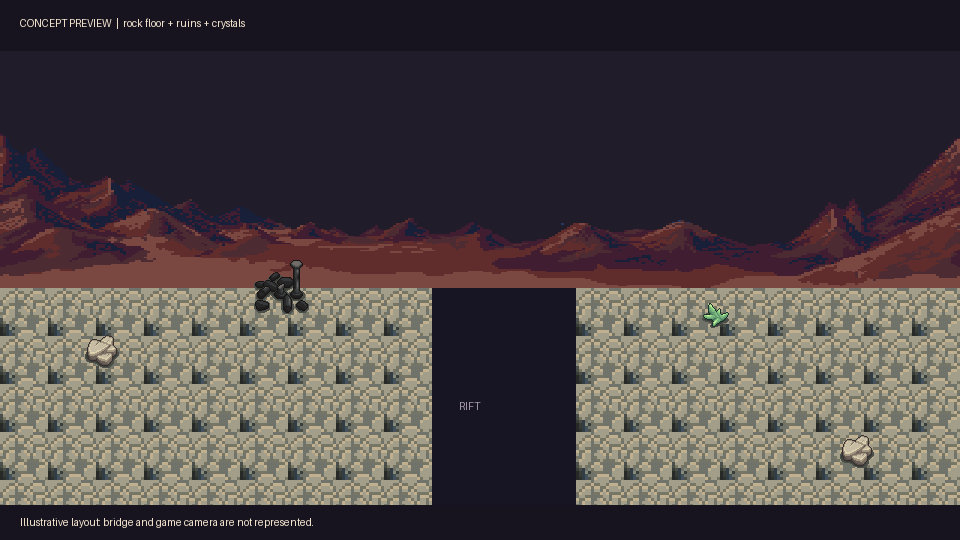 CONCEPT PREVIEW | rock floor + ruins + crystals
RIFT
Illustrative layout: bridge and game camera are not represented.